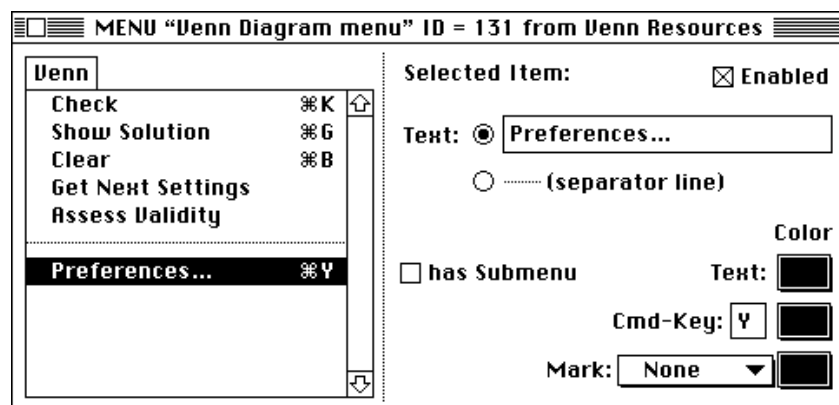 MENU “Venn Diagram menu” ID = 131 from Venn Resources
Venn
Check ⌘K
Show Solution ⌘G
Clear ⌘B
Get Next Settings
Assess Validity
Preferences... ⌘Y
Selected Item:
Enabled
Text:
Preferences...
(separator line)
Color
has Submenu
Text:
Cmd-Key: Y
Mark: None